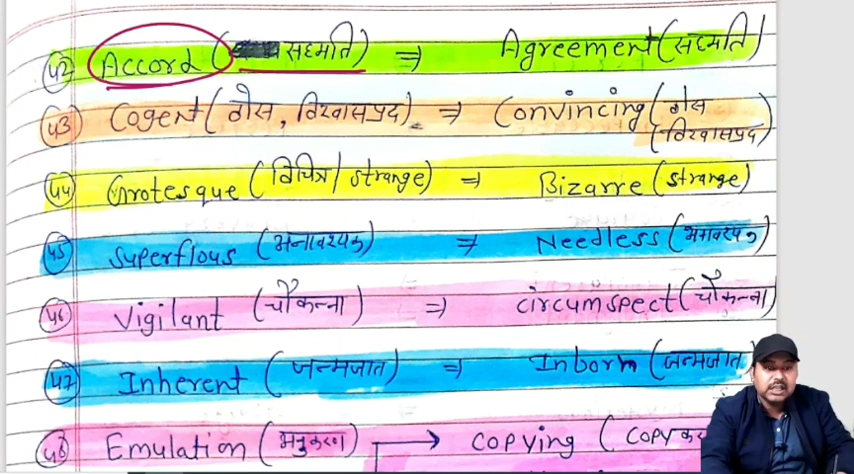 42 Accord ( सहमति) ⇒ Agreement (सहमति)
43 Cogent (ठोस, विश्वासप्रद) ⇒ Convincing (ठोस
(विश्वासप्रद)
44 Grotesque (विचित्र/strange) ⇒ Bizarre (strange)
45 Superflous (अनावश्यक) ⇒ Needless (अनावश्यक)
46 Vigilant (चौकन्ना) ⇒ Circumspect (चौकन्ना)
47 Inherent (जन्मजात) ⇒ Inborn (जन्मजात
48 Emulation (अनुकरण) → Copying (copy कर